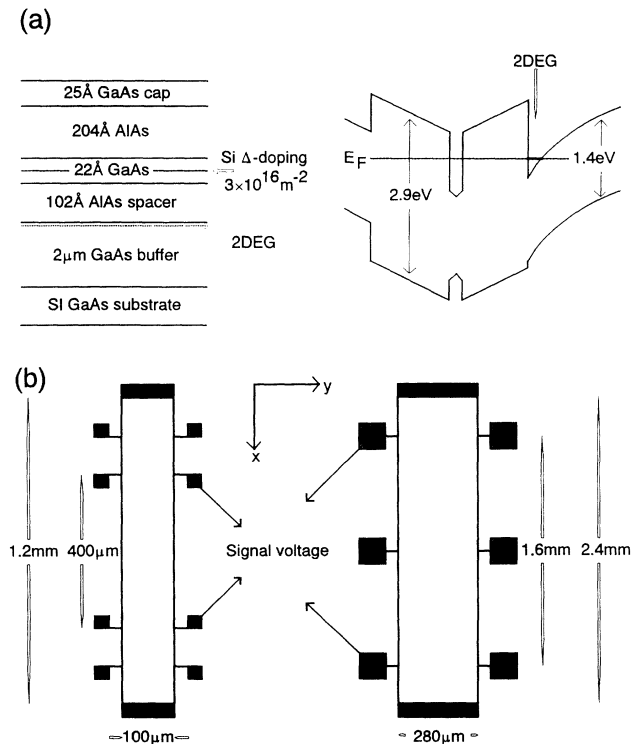 (a)
25Å GaAs cap
204Å AlAs
22Å GaAs
Si Δ-doping
3×10¹⁶m⁻²
102Å AlAs spacer
2DEG
2μm GaAs buffer
SI GaAs substrate
2DEG
E_F
1.4eV
2.9eV
(b)
y
x
1.2mm
400μm
Signal voltage
1.6mm
2.4mm
100μm
280μm